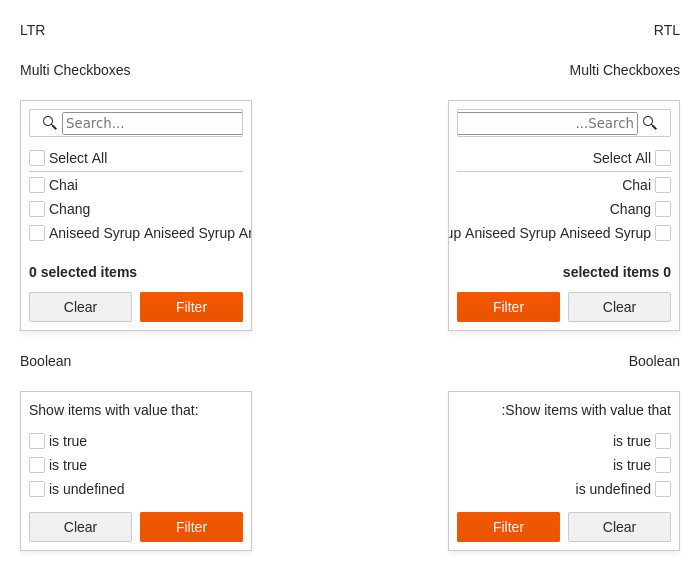 LTR
Multi Checkboxes
Search...
Select All
Chai
Chang
Aniseed Syrup Aniseed Syrup
0 selected items
Clear Filter
Boolean
Show items with value that:
is true
is true
is undefined
Clear Filter
RTL
Multi Checkboxes
...Search
Select All
Chai
Chang
Aniseed Syrup Aniseed Syrup
selected items 0
Filter Clear
Boolean
:Show items with value that
is true
is true
is undefined
Filter Clear